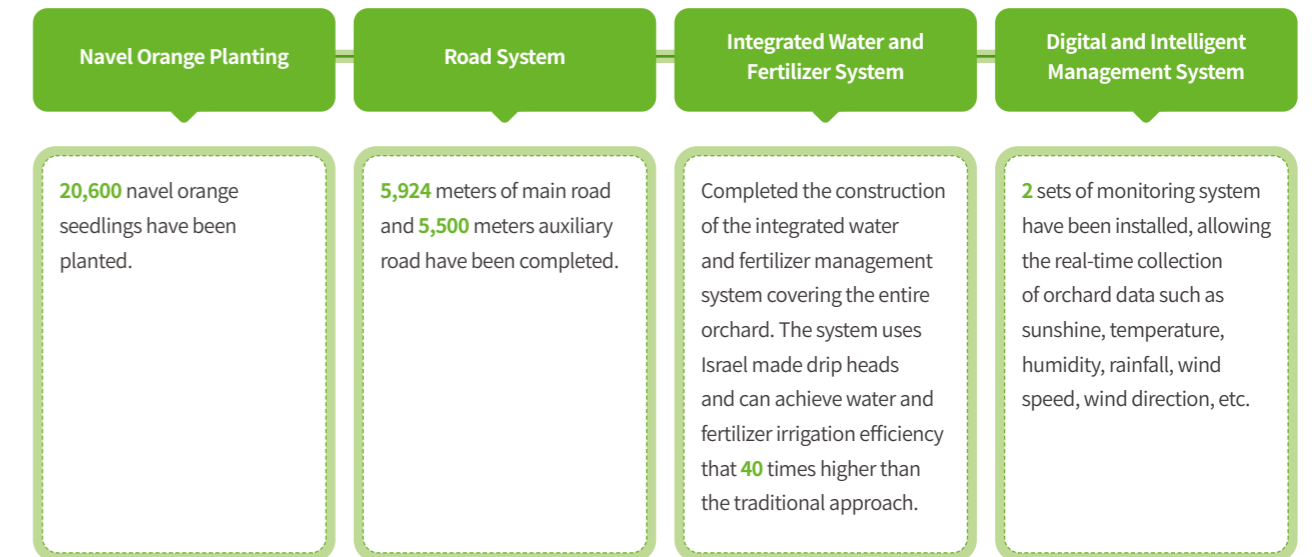 Navel Orange Planting
20,600 navel orange
seedlings have been
planted.
Road System
5,924 meters of main road
and 5,500 meters auxiliary
road have been completed.
Integrated Water and
Fertilizer System
Completed the construction
of the integrated water
and fertilizer management
system covering the entire
orchard. The system uses
Israel made drip heads
and can achieve water and
fertilizer irrigation efficiency
that 40 times higher than
the traditional approach.
Digital and Intelligent
Management System
2 sets of monitoring system
have been installed, allowing
the real-time collection
of orchard data such as
sunshine, temperature,
humidity, rainfall, wind
speed, wind direction, etc.